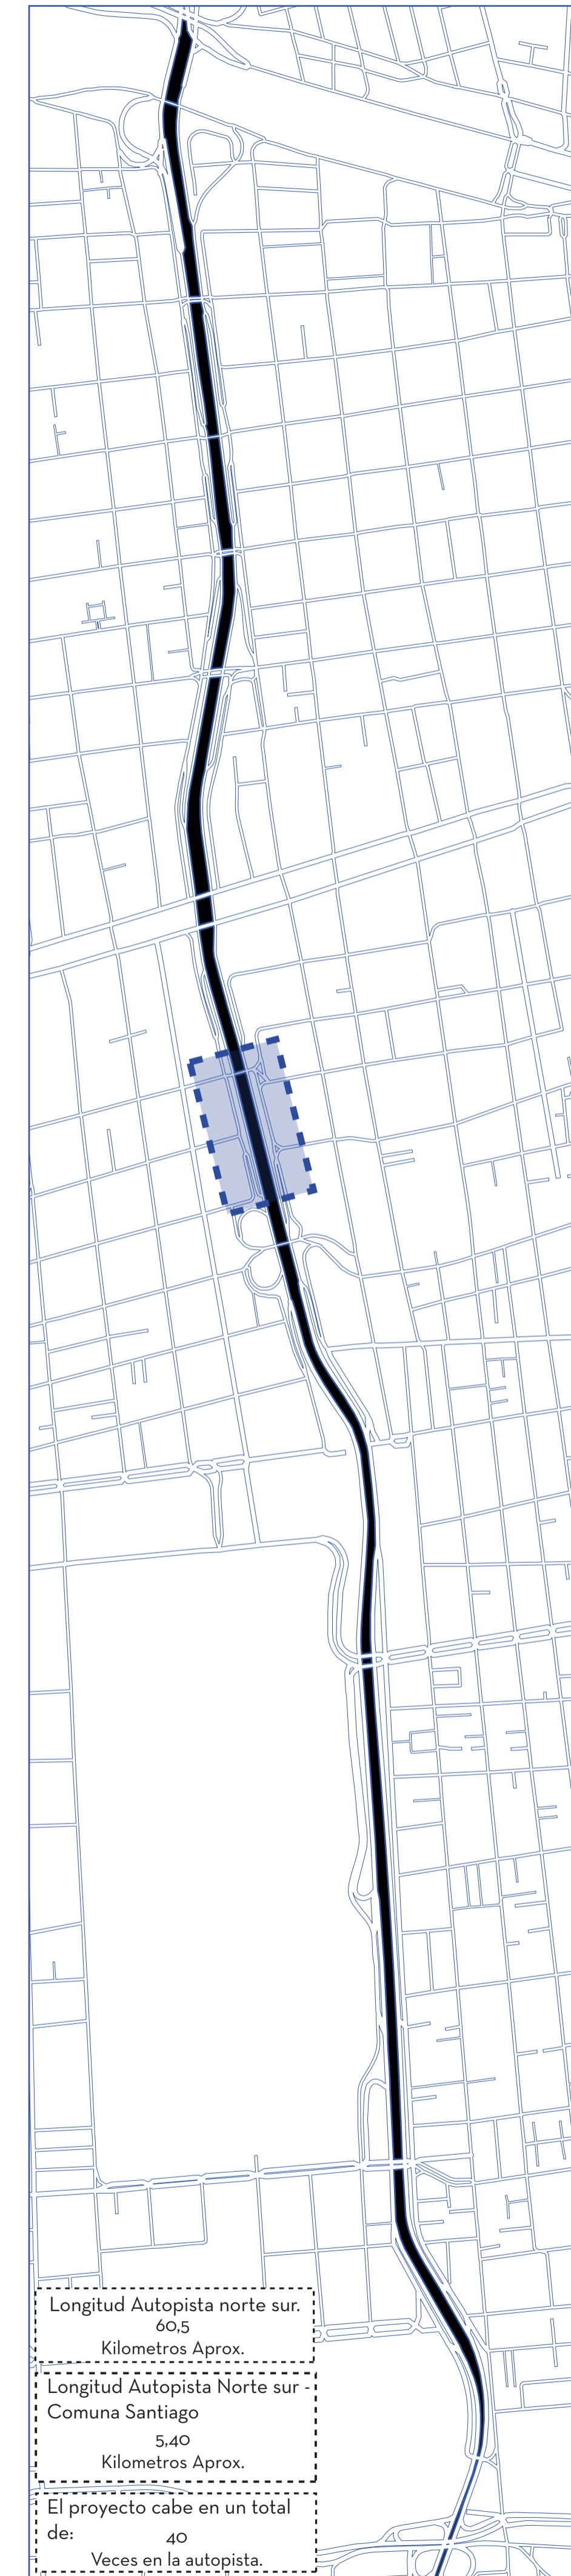 Longitud Autopista norte sur.
60,5
Kilometros Aprox.
Longitud Autopista Norte sur -
Comuna Santiago
5,40
Kilometros Aprox.
El proyecto cabe en un total
de: 40
Veces en la autopista.